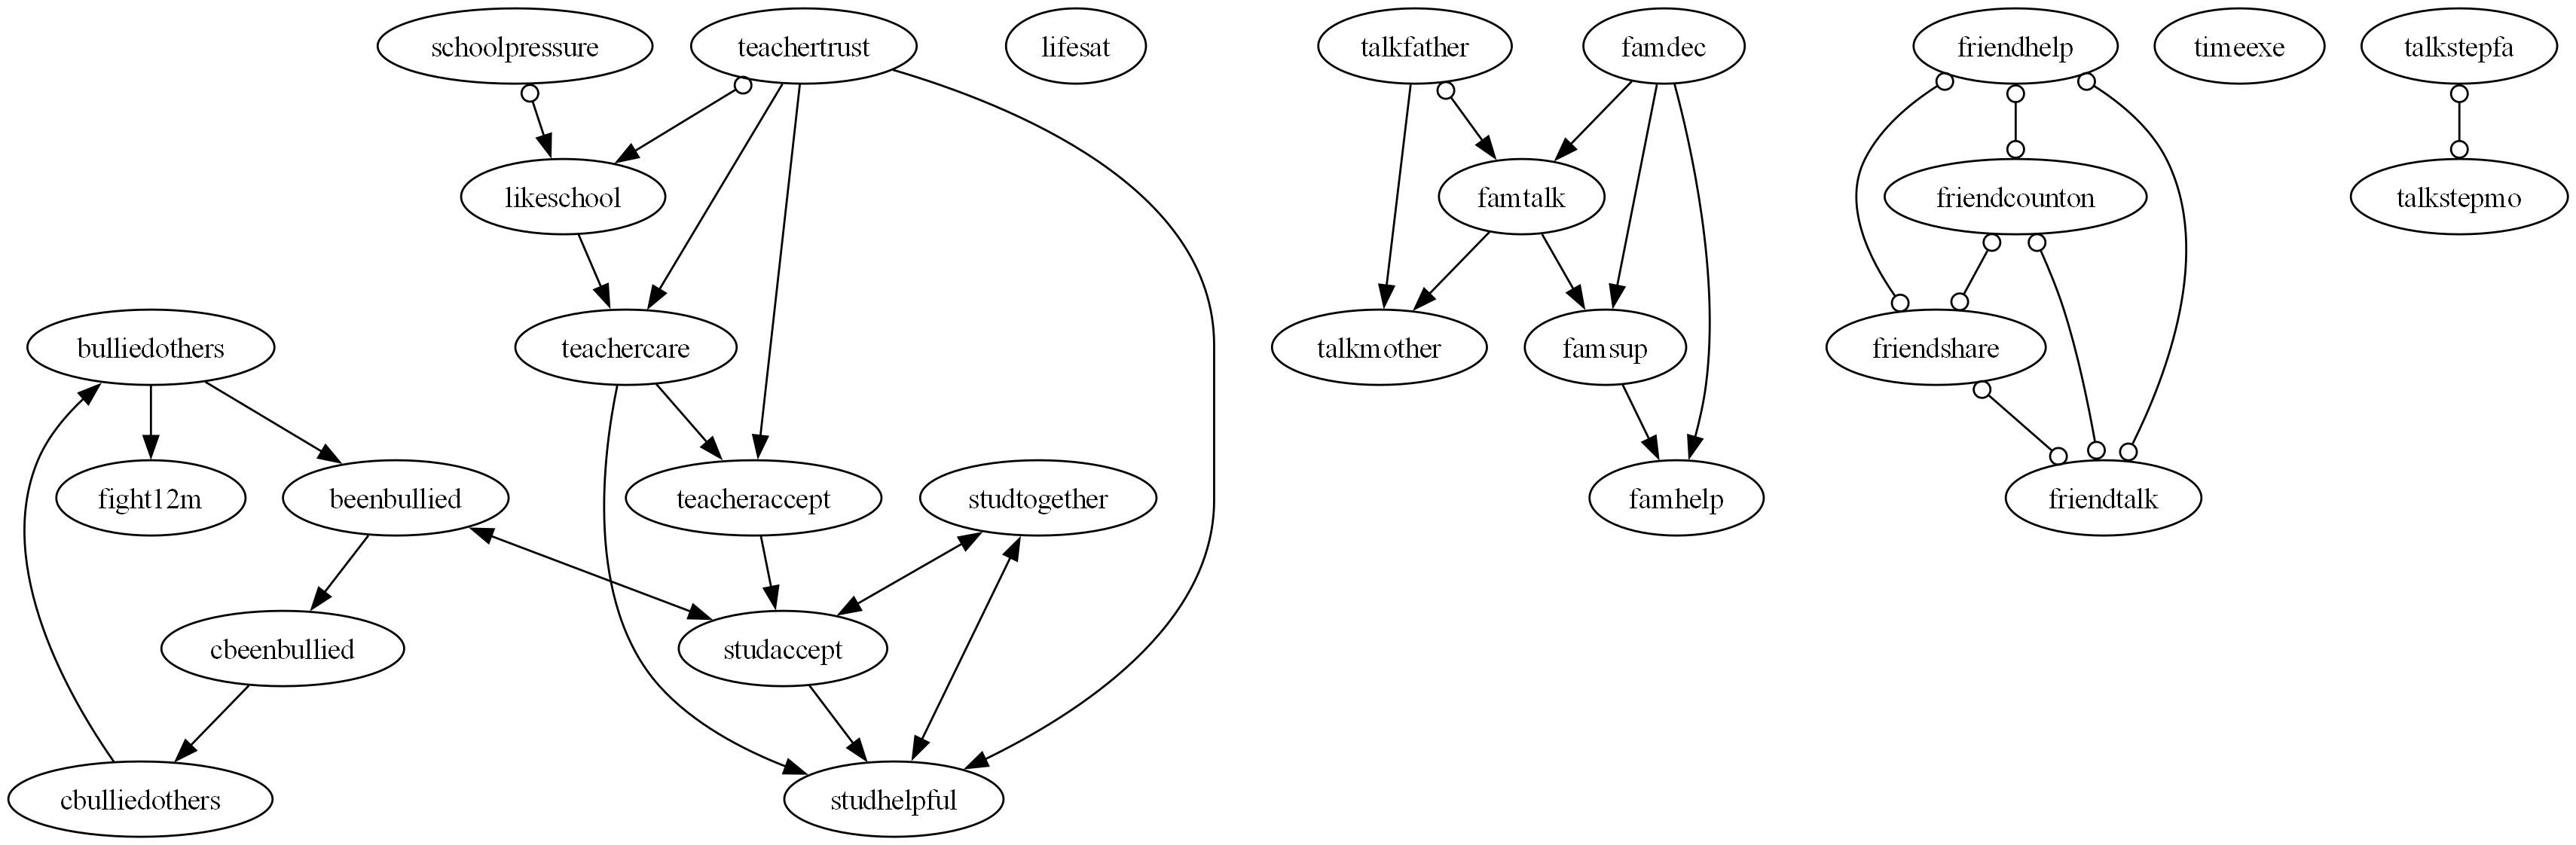 schoolpressure
teachertrust
lifesat
talkfather
famdec
friendhelp
timeexe
talkstepfa
likeschool
famtalk
friendcounton
talkstepmo
bulliedothers
teachercare
talkmother
famsup
friendshare
fight12m
beenbullied
teacheraccept
studtogether
famhelp
friendtalk
cbeenbullied
studaccept
cbulliedothers
studhelpful